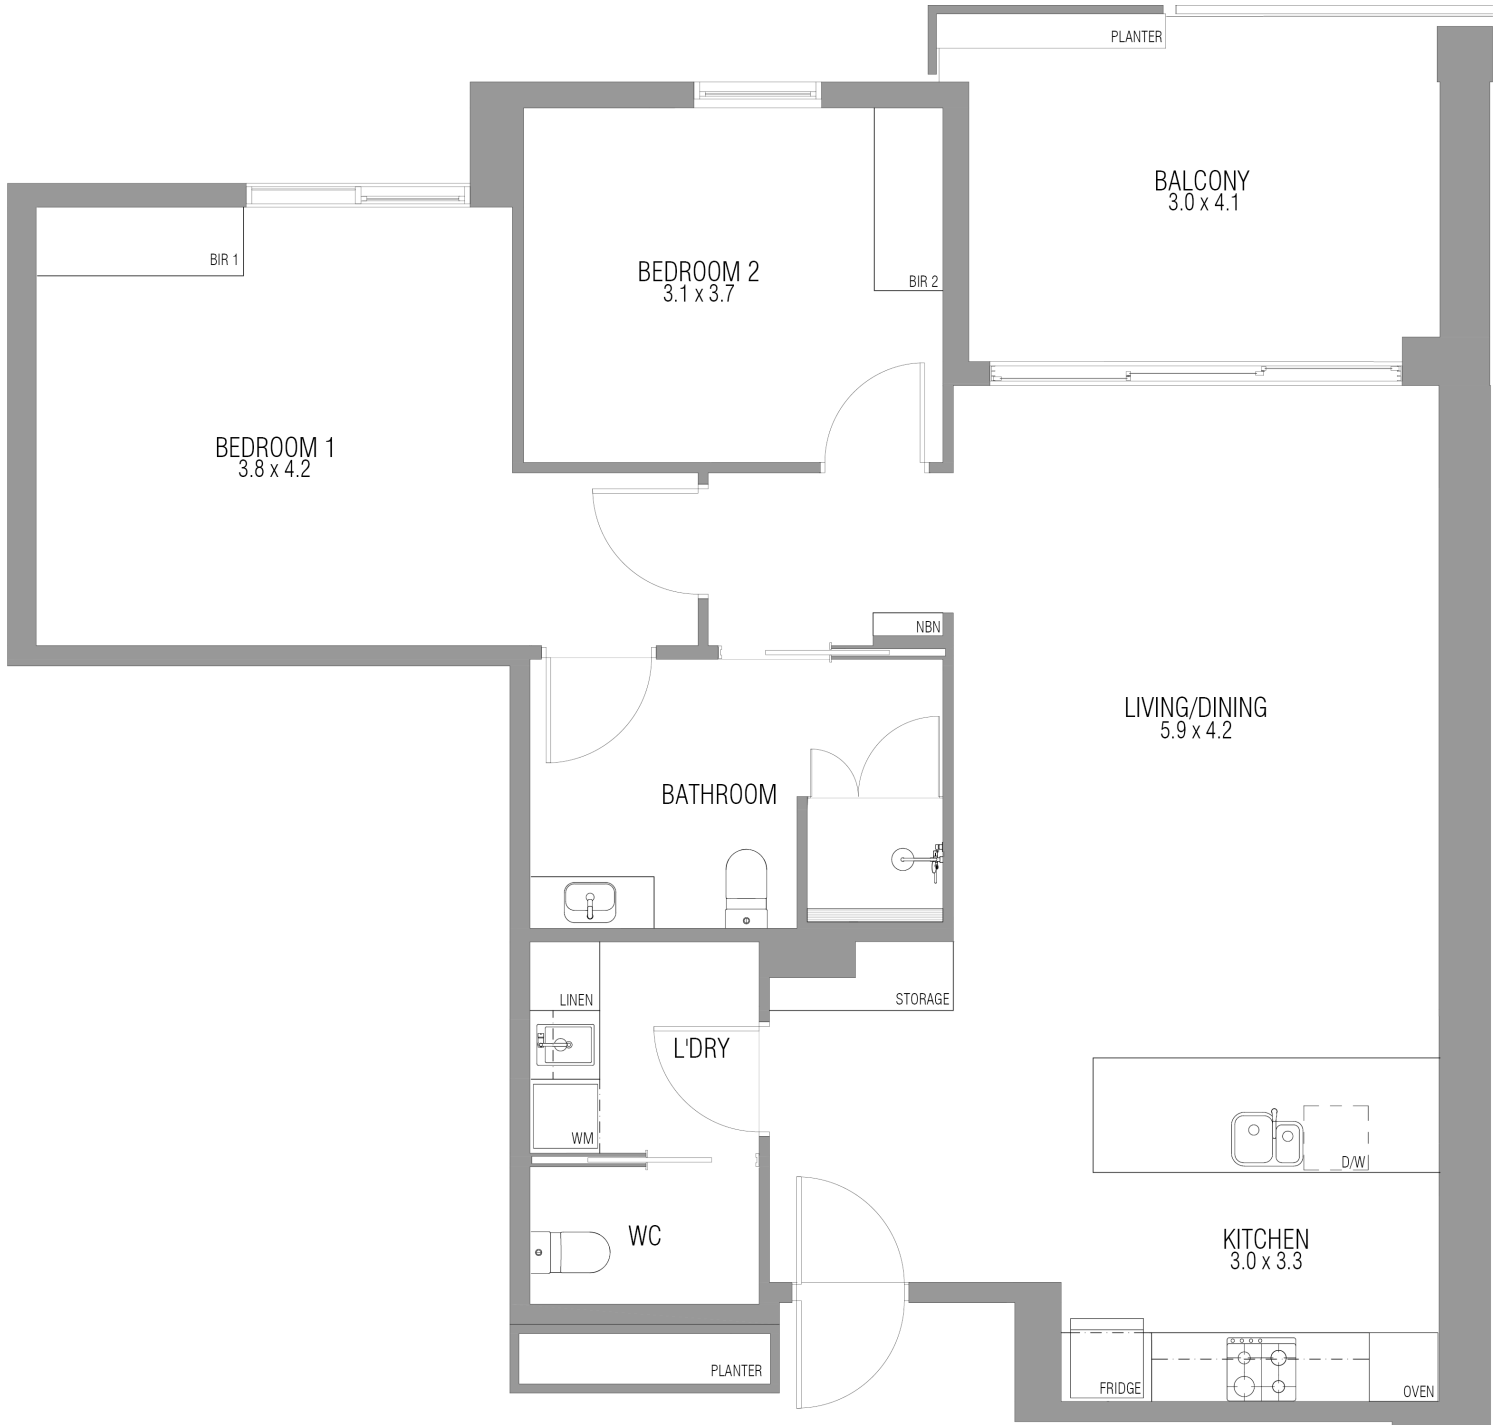 PLANTER
BALCONY
3.0 x 4.1
BIR 1
BEDROOM 2
3.1 x 3.7
BIR 2
BEDROOM 1
3.8 x 4.2
NBN
LIVING/DINING
5.9 x 4.2
BATHROOM
LINEN
STORAGE
L'DRY
WM
D/W
WC
KITCHEN
3.0 x 3.3
PLANTER
FRIDGE
OVEN